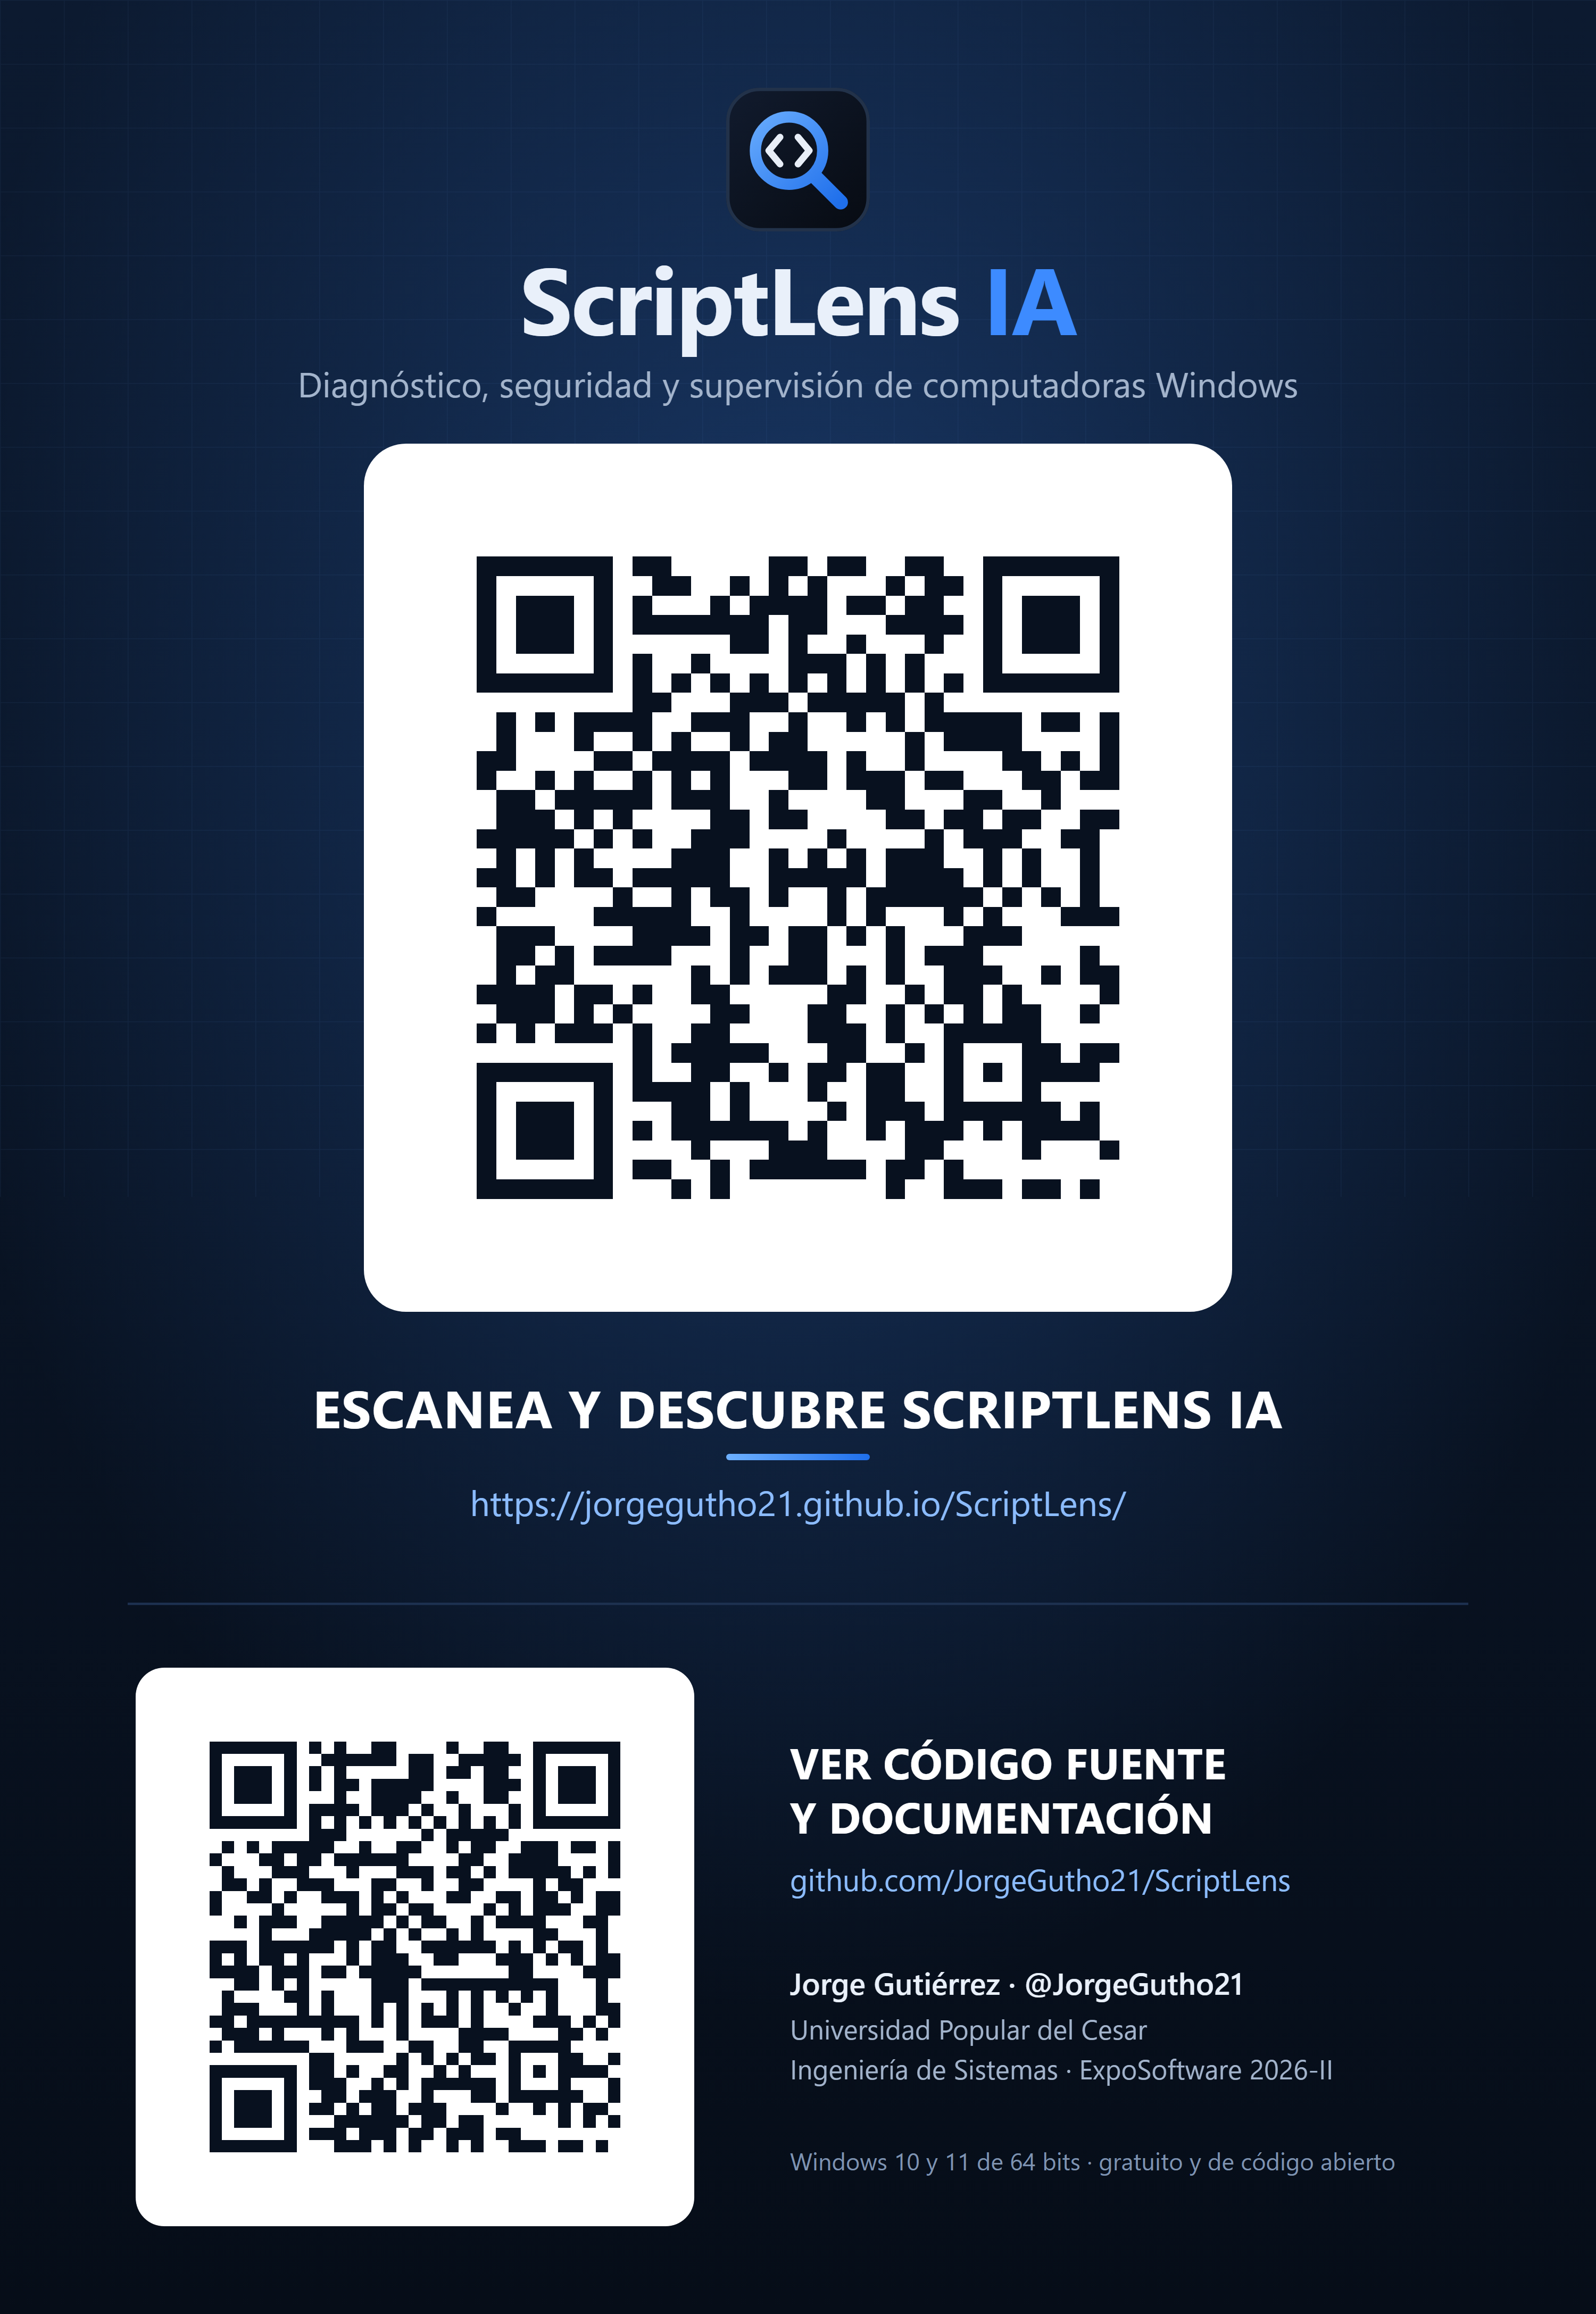 ScriptLens IA
Diagnóstico, seguridad y supervisión de computadoras Windows
ESCANEA Y DESCUBRE SCRIPTLENS IA
https://jorgegutho21.github.io/ScriptLens/
VER CÓDIGO FUENTE
Y DOCUMENTACIÓN
github.com/JorgeGutho21/ScriptLens
Jorge Gutiérrez · @JorgeGutho21
Universidad Popular del Cesar
Ingeniería de Sistemas · ExpoSoftware 2026-II
Windows 10 y 11 de 64 bits · gratuito y de código abierto